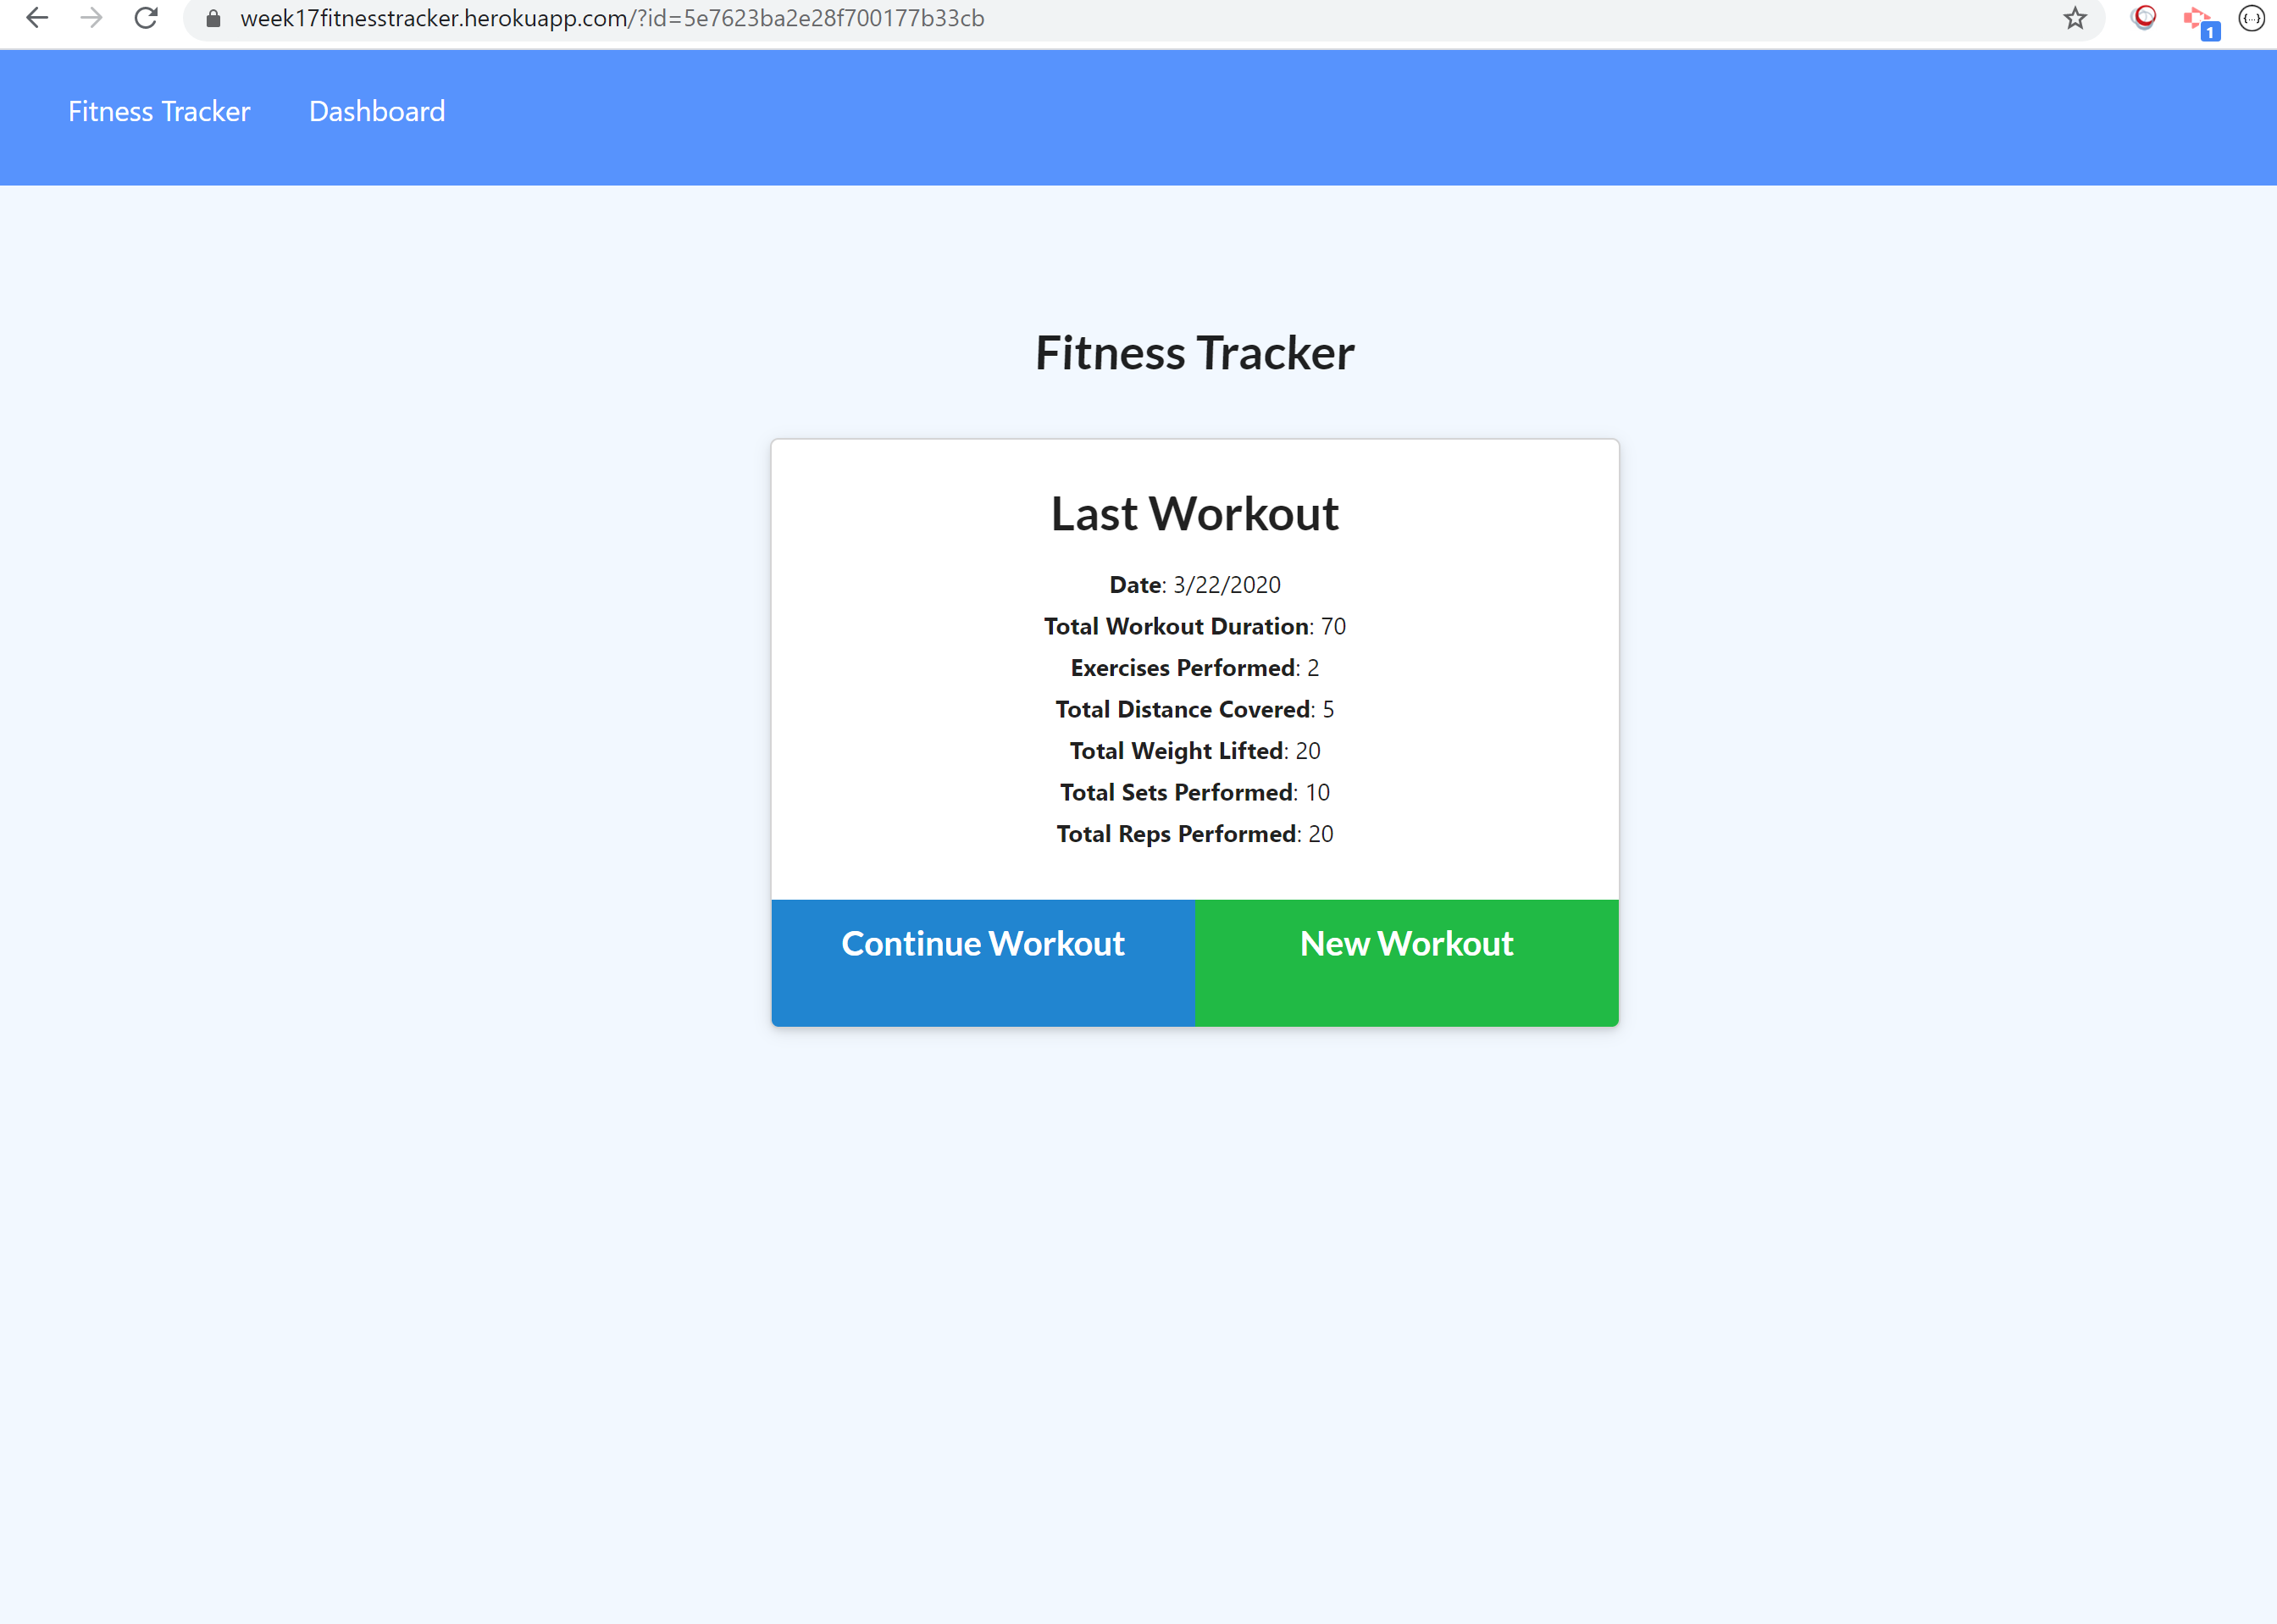 week17fitnesstracker.herokuapp.com/?id=5e7623ba2e28f700177b33cb
1
{...}
Fitness Tracker Dashboard
Fitness Tracker
Last Workout
Date: 3/22/2020
Total Workout Duration: 70
Exercises Performed: 2
Total Distance Covered: 5
Total Weight Lifted: 20
Total Sets Performed: 10
Total Reps Performed: 20
Continue Workout New Workout